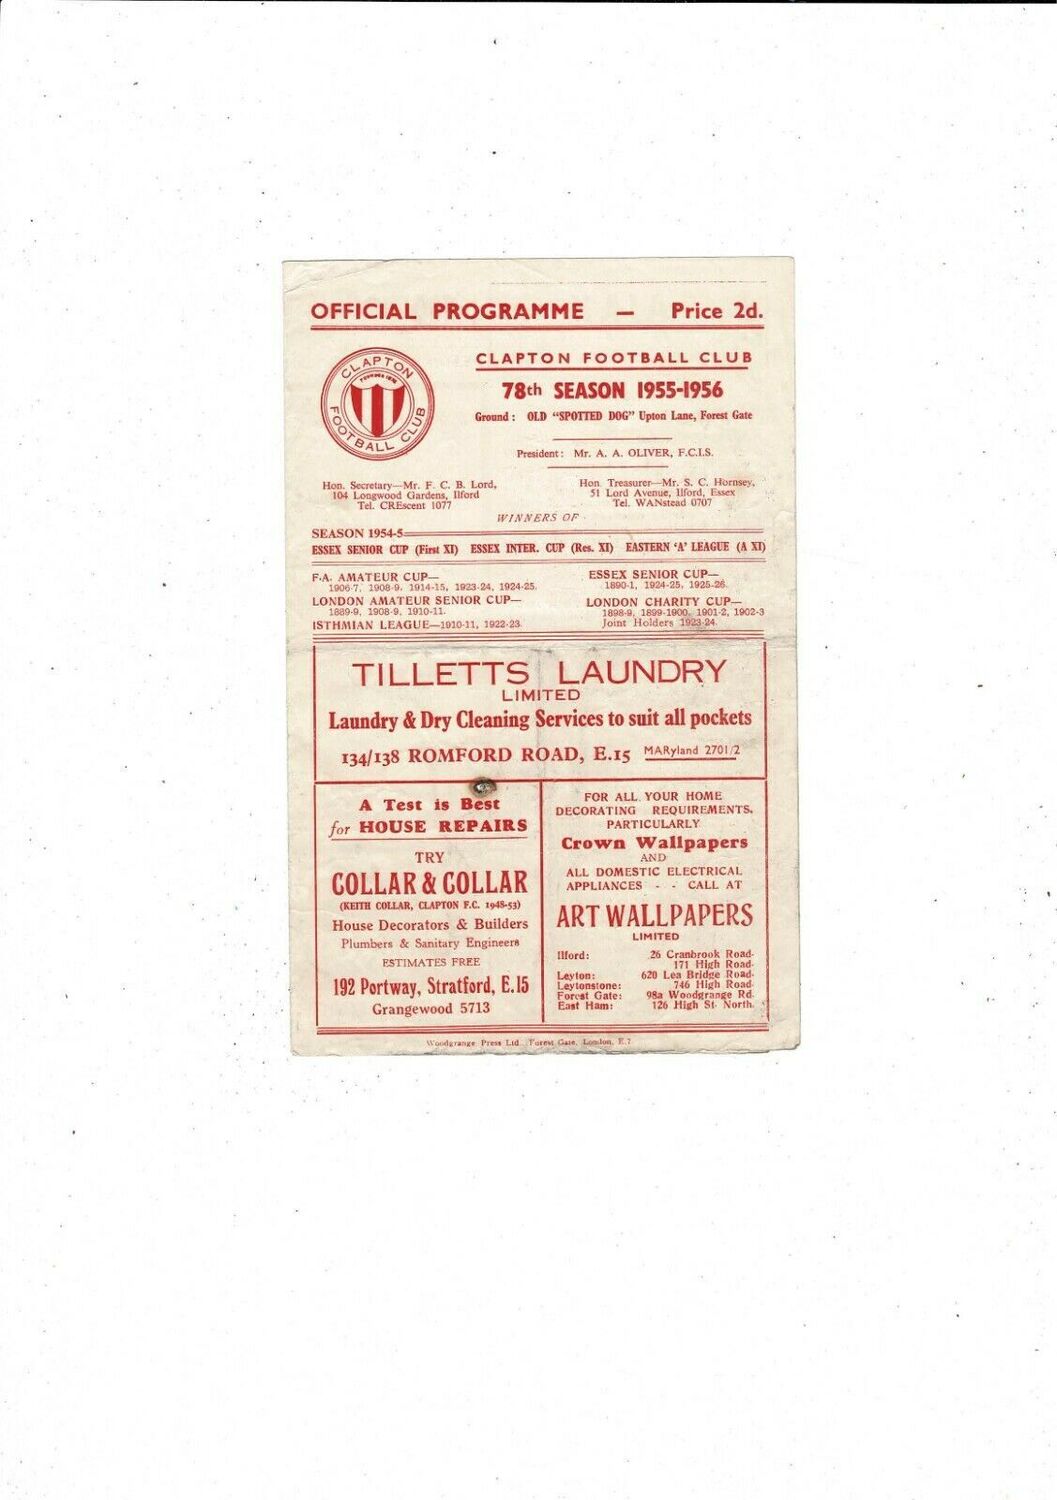 OFFICIAL PROGRAMME — Price 2d.
CLAPTON
FOUNDED 1878
FOOTBALL CLUB
CLAPTON FOOTBALL CLUB
78th SEASON 1955-1956
Ground: OLD "SPOTTED DOG" Upton Lane, Forest Gate
President: Mr. A. A. OLIVER, F.C.I.S.
Hon. Secretary—Mr. F. C. B. Lord,
104 Longwood Gardens, Ilford
Tel. CREscent 1077
Hon. Treasurer—Mr. S. C. Hornsey,
51 Lord Avenue, Ilford, Essex
Tel. WANstead 0707
WINNERS OF
SEASON 1954-5
ESSEX SENIOR CUP (First XI) ESSEX INTER. CUP (Res. XI) EASTERN 'A' LEAGUE (A XI)
F.A. AMATEUR CUP—
1906-7, 1908-9, 1914-15, 1923-24, 1924-25.
LONDON AMATEUR SENIOR CUP—
1889-9, 1908-9, 1910-11.
ISTHMIAN LEAGUE—1910-11, 1922-23.
ESSEX SENIOR CUP—
1890-1, 1924-25, 1925-26.
LONDON CHARITY CUP—
1898-9, 1899-1900, 1901-2, 1902-3
Joint Holders 1923-24.
TILLETTS LAUNDRY
LIMITED
Laundry & Dry Cleaning Services to suit all pockets
134/138 ROMFORD ROAD, E.15 MARyland 2701/2
A Test is Best
for HOUSE REPAIRS
TRY
COLLAR & COLLAR
(KEITH COLLAR, CLAPTON F.C. 1948-53)
House Decorators & Builders
Plumbers & Sanitary Engineers
ESTIMATES FREE
192 Portway, Stratford, E.15
Grangewood 5713
FOR ALL YOUR HOME
DECORATING REQUIREMENTS.
PARTICULARLY
Crown Wallpapers
AND
ALL DOMESTIC ELECTRICAL
APPLIANCES - - CALL AT
ART WALLPAPERS
LIMITED
Ilford: 26 Cranbrook Road.
171 High Road.
Leyton: 620 Lea Bridge Road.
Leytonstone: 746 High Road.
Forest Gate: 98a Woodgrange Rd.
East Ham: 126 High St. North.
Woodgrange Press Ltd., Forest Gate, London, E.7